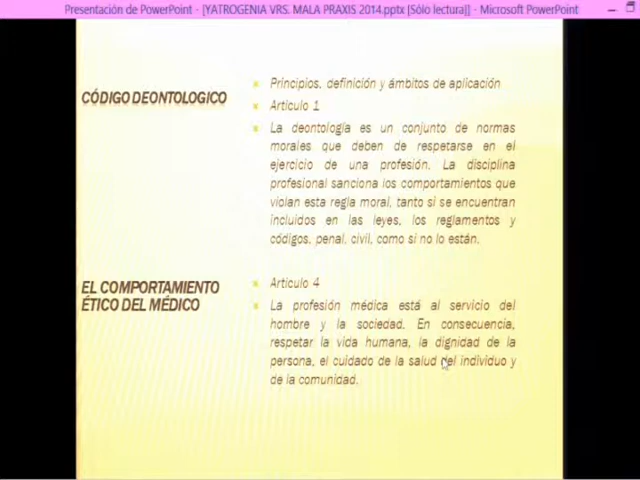 Presentación de PowerPoint - [YATROGENIA VRS. MALA PRAXIS 2014.pptx [Sólo lectura]] - Microsoft PowerPoint
CÓDIGO DEONTOLOGICO
Principios, definición y ámbitos de aplicación
Articulo 1
La deontología es un conjunto de normas
morales que deben de respetarse en el
ejercicio de una profesión. La disciplina
profesional sanciona los comportamientos que
violan esta regla moral, tanto si se encuentran
incluidos en las leyes, los reglamentos y
códigos, penal, civil, como si no lo están.
EL COMPORTAMIENTO
ÉTICO DEL MÉDICO
Articulo 4
La profesión médica está al servicio del
hombre y la sociedad. En consecuencia,
respetar la vida humana, la dignidad de la
persona, el cuidado de la salud del individuo y
de la comunidad.